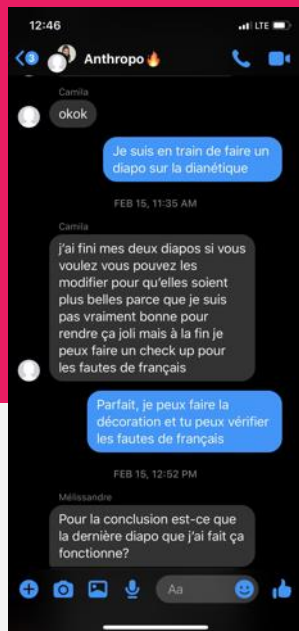 12:46
LTE
3
Anthropo🔥
Camila
okok
Je suis en train de faire un
diapo sur la dianétique
FEB 15, 11:35 AM
Camila
j'ai fini mes deux diapos si vous
voulez vous pouvez les
modifier pour qu'elles soient
plus belles parce que je suis
pas vraiment bonne pour
rendre ça joli mais à la fin je
peux faire un check up pour
les fautes de français
Parfait, je peux faire la
décoration et tu peux vérifier
les fautes de français
FEB 15, 12:52 PM
Mélissandre
Pour la conclusion est-ce que
la dernière diapo que j'ai fait ça
fonctionne?
Aa